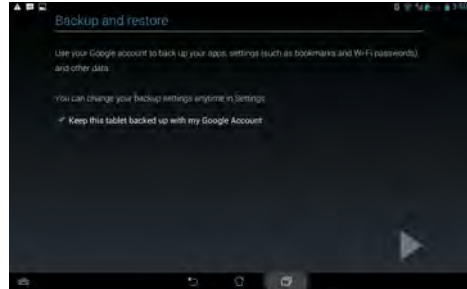 Backup and restore
Use your Google account to back up your apps, settings (such as bookmarks and Wi-Fi passwords),
and other data.
You can change your backup settings anytime in Settings.
Keep this tablet backed up with my Google Account